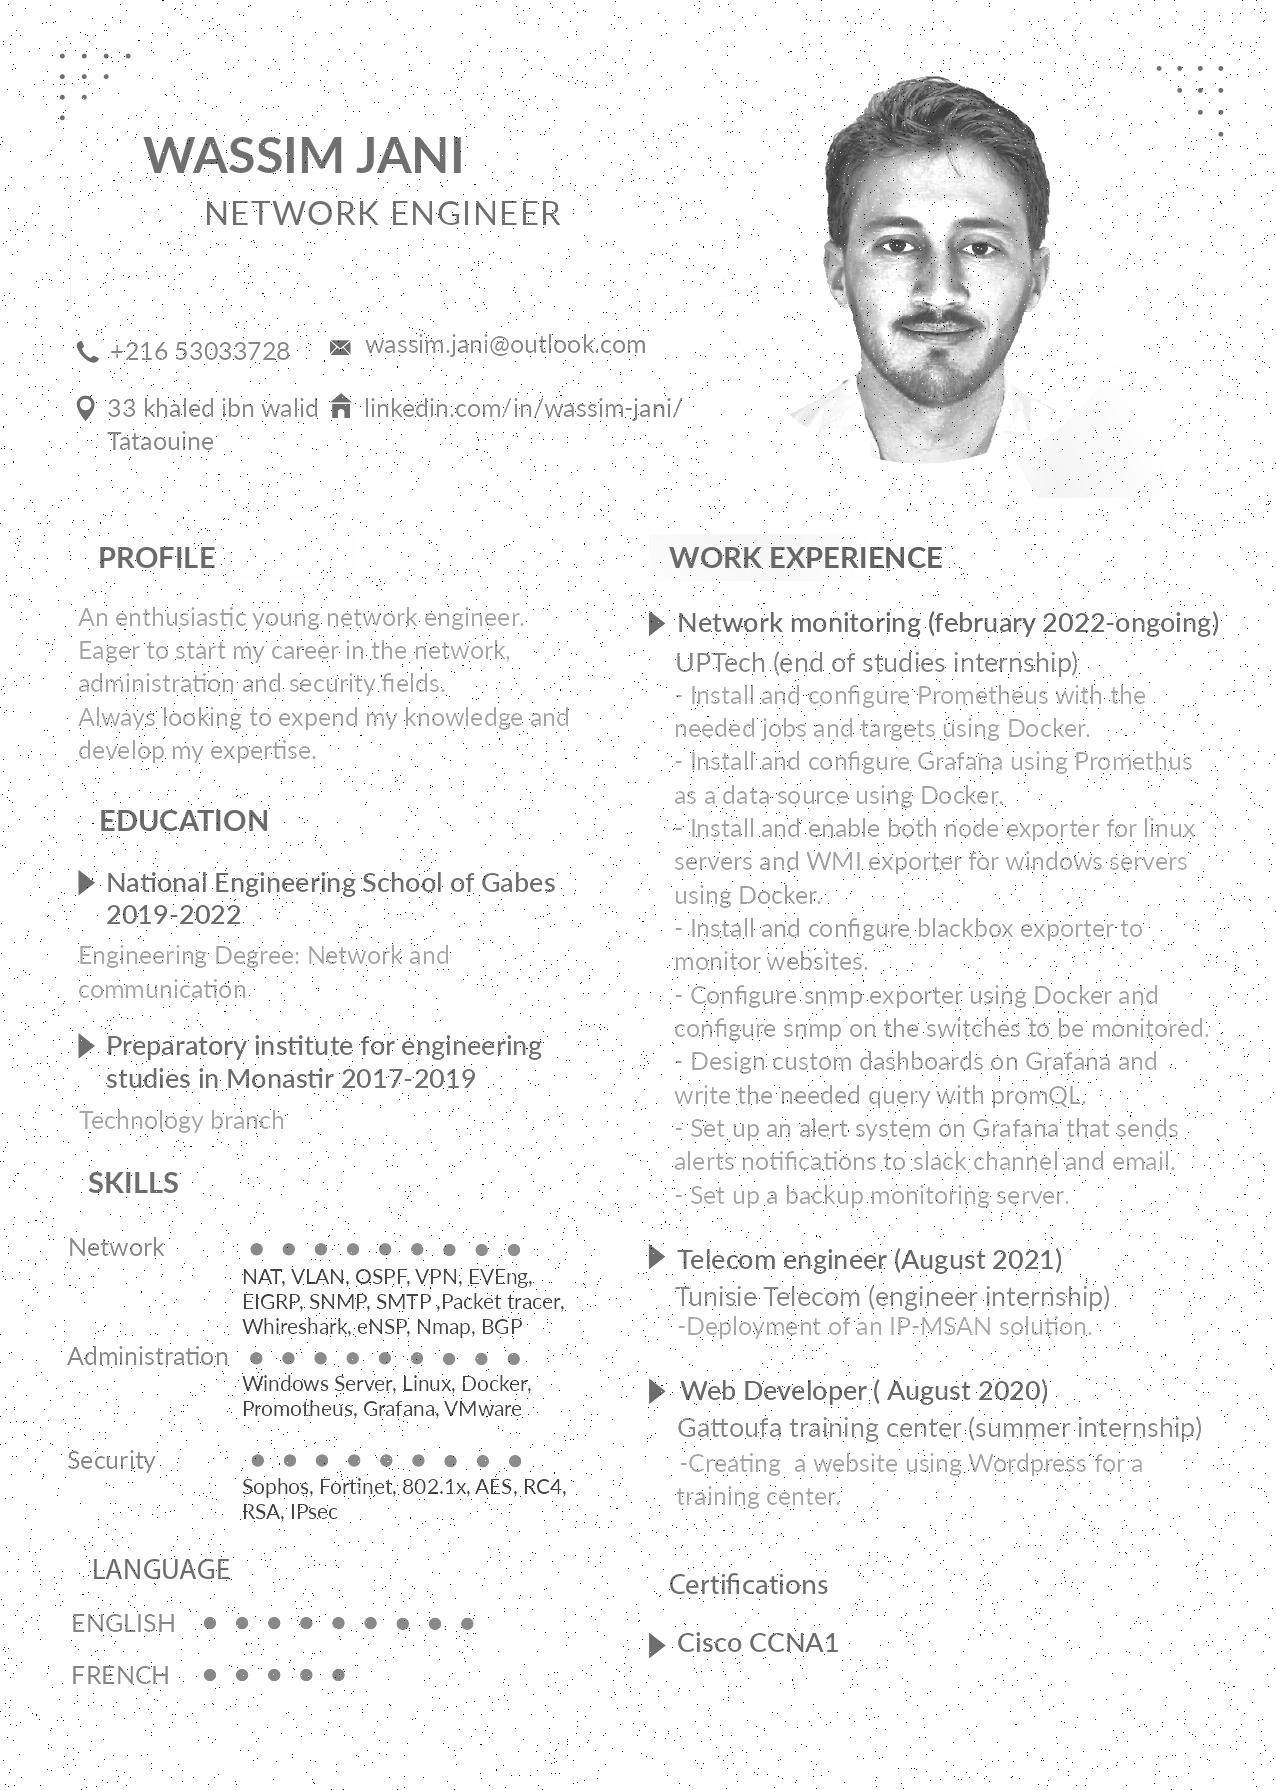 WASSIM JANI
NETWORK ENGINEER
+216 53033728
wassim.jani@outlook.com
33 khaled ibn walid
Tataouine
linkedin.com/in/wassim-jani/
PROFILE
An enthusiastic young network engineer.
Eager to start my career in the network,
administration and security fields.
Always looking to expend my knowledge and
develop my expertise.
EDUCATION
National Engineering School of Gabes
2019-2022
Engineering Degree: Network and
communication
Preparatory institute for engineering
studies in Monastir 2017-2019
Technology branch
SKILLS
Network
NAT, VLAN, OSPF, VPN, EVEng,
EIGRP, SNMP, SMTP ,Packet tracer,
Whireshark, eNSP, Nmap, BGP
Administration
Windows Server, Linux, Docker,
Promotheus, Grafana, VMware
Security
Sophos, Fortinet, 802.1x, AES, RC4,
RSA, IPsec
LANGUAGE
ENGLISH
FRENCH
WORK EXPERIENCE
Network monitoring (february 2022-ongoing)
UPTech (end of studies internship)
- Install and configure Prometheus with the
needed jobs and targets using Docker.
- Install and configure Grafana using Promethus
as a data source using Docker.
- Install and enable both node exporter for linux
servers and WMI exporter for windows servers
using Docker.
- Install and configure blackbox exporter to
monitor websites.
- Configure snmp exporter using Docker and
configure snmp on the switches to be monitored.
- Design custom dashboards on Grafana and
write the needed query with promQL.
- Set up an alert system on Grafana that sends
alerts notifications to slack channel and email.
- Set up a backup monitoring server.
Telecom engineer (August 2021)
Tunisie Telecom (engineer internship)
-Deployment of an IP-MSAN solution.
Web Developer ( August 2020)
Gattoufa training center (summer internship)
-Creating  a website using Wordpress for a
training center.
Certifications
Cisco CCNA1